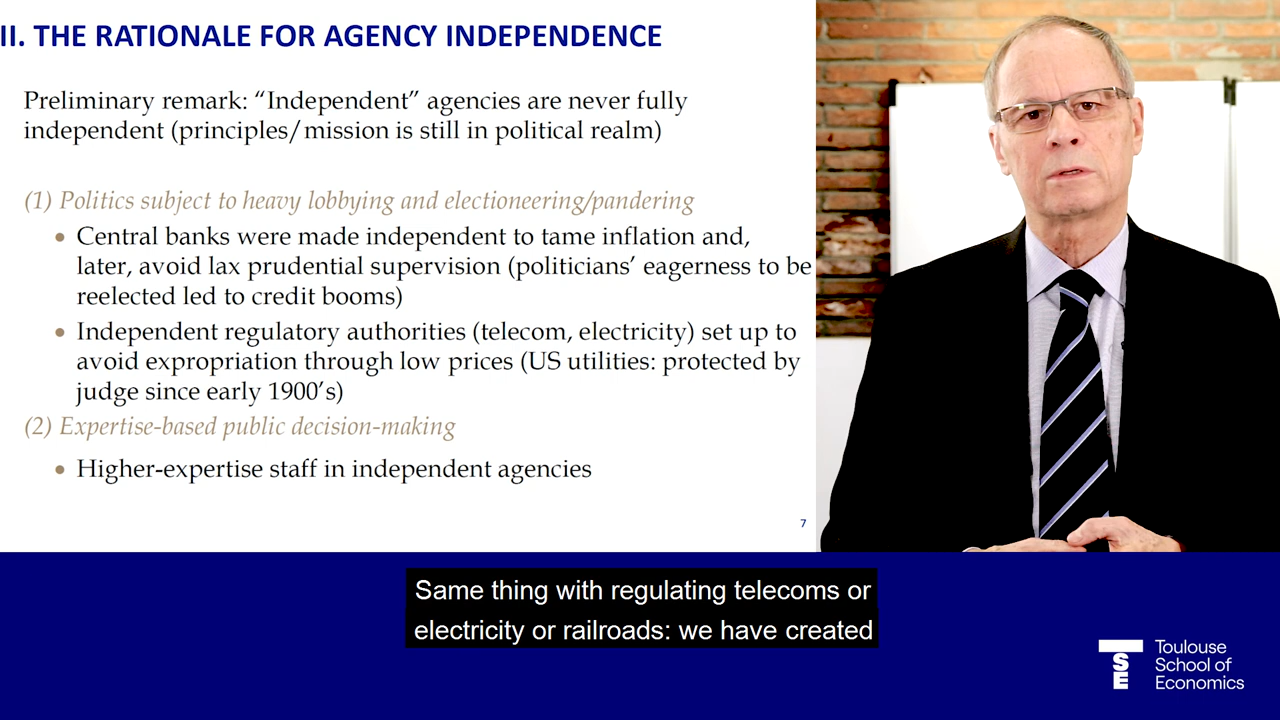 II. THE RATIONALE FOR AGENCY INDEPENDENCE
Preliminary remark: “Independent” agencies are never fully
independent (principles/mission is still in political realm)
(1) Politics subject to heavy lobbying and electioneering/pandering
• Central banks were made independent to tame inflation and,
later, avoid lax prudential supervision (politicians’ eagerness to be
reelected led to credit booms)
• Independent regulatory authorities (telecom, electricity) set up to
avoid expropriation through low prices (US utilities: protected by
judge since early 1900’s)
(2) Expertise-based public decision-making
• Higher-expertise staff in independent agencies
7
Same thing with regulating telecoms or
electricity or railroads: we have created
TSE
Toulouse
School of
Economics